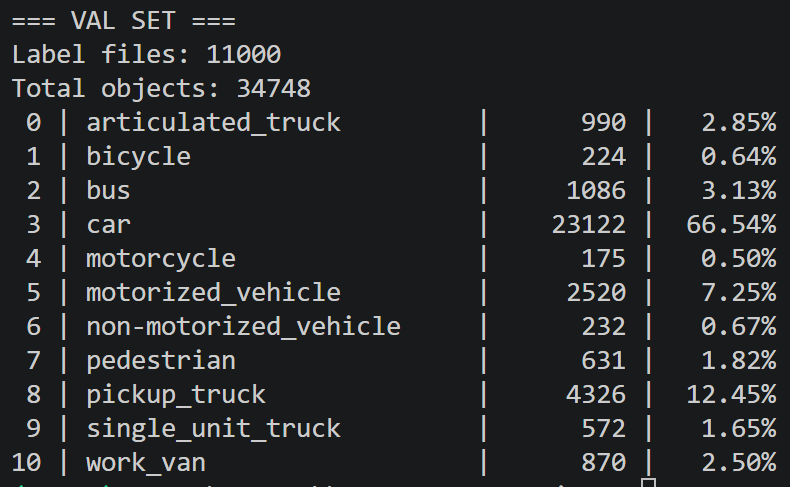 === VAL SET ===
Label files: 11000
Total objects: 34748
0 | articulated_truck | 990 | 2.85%
1 | bicycle | 224 | 0.64%
2 | bus | 1086 | 3.13%
3 | car | 23122 | 66.54%
4 | motorcycle | 175 | 0.50%
5 | motorized_vehicle | 2520 | 7.25%
6 | non-motorized_vehicle | 232 | 0.67%
7 | pedestrian | 631 | 1.82%
8 | pickup_truck | 4326 | 12.45%
9 | single_unit_truck | 572 | 1.65%
10 | work_van | 870 | 2.50%